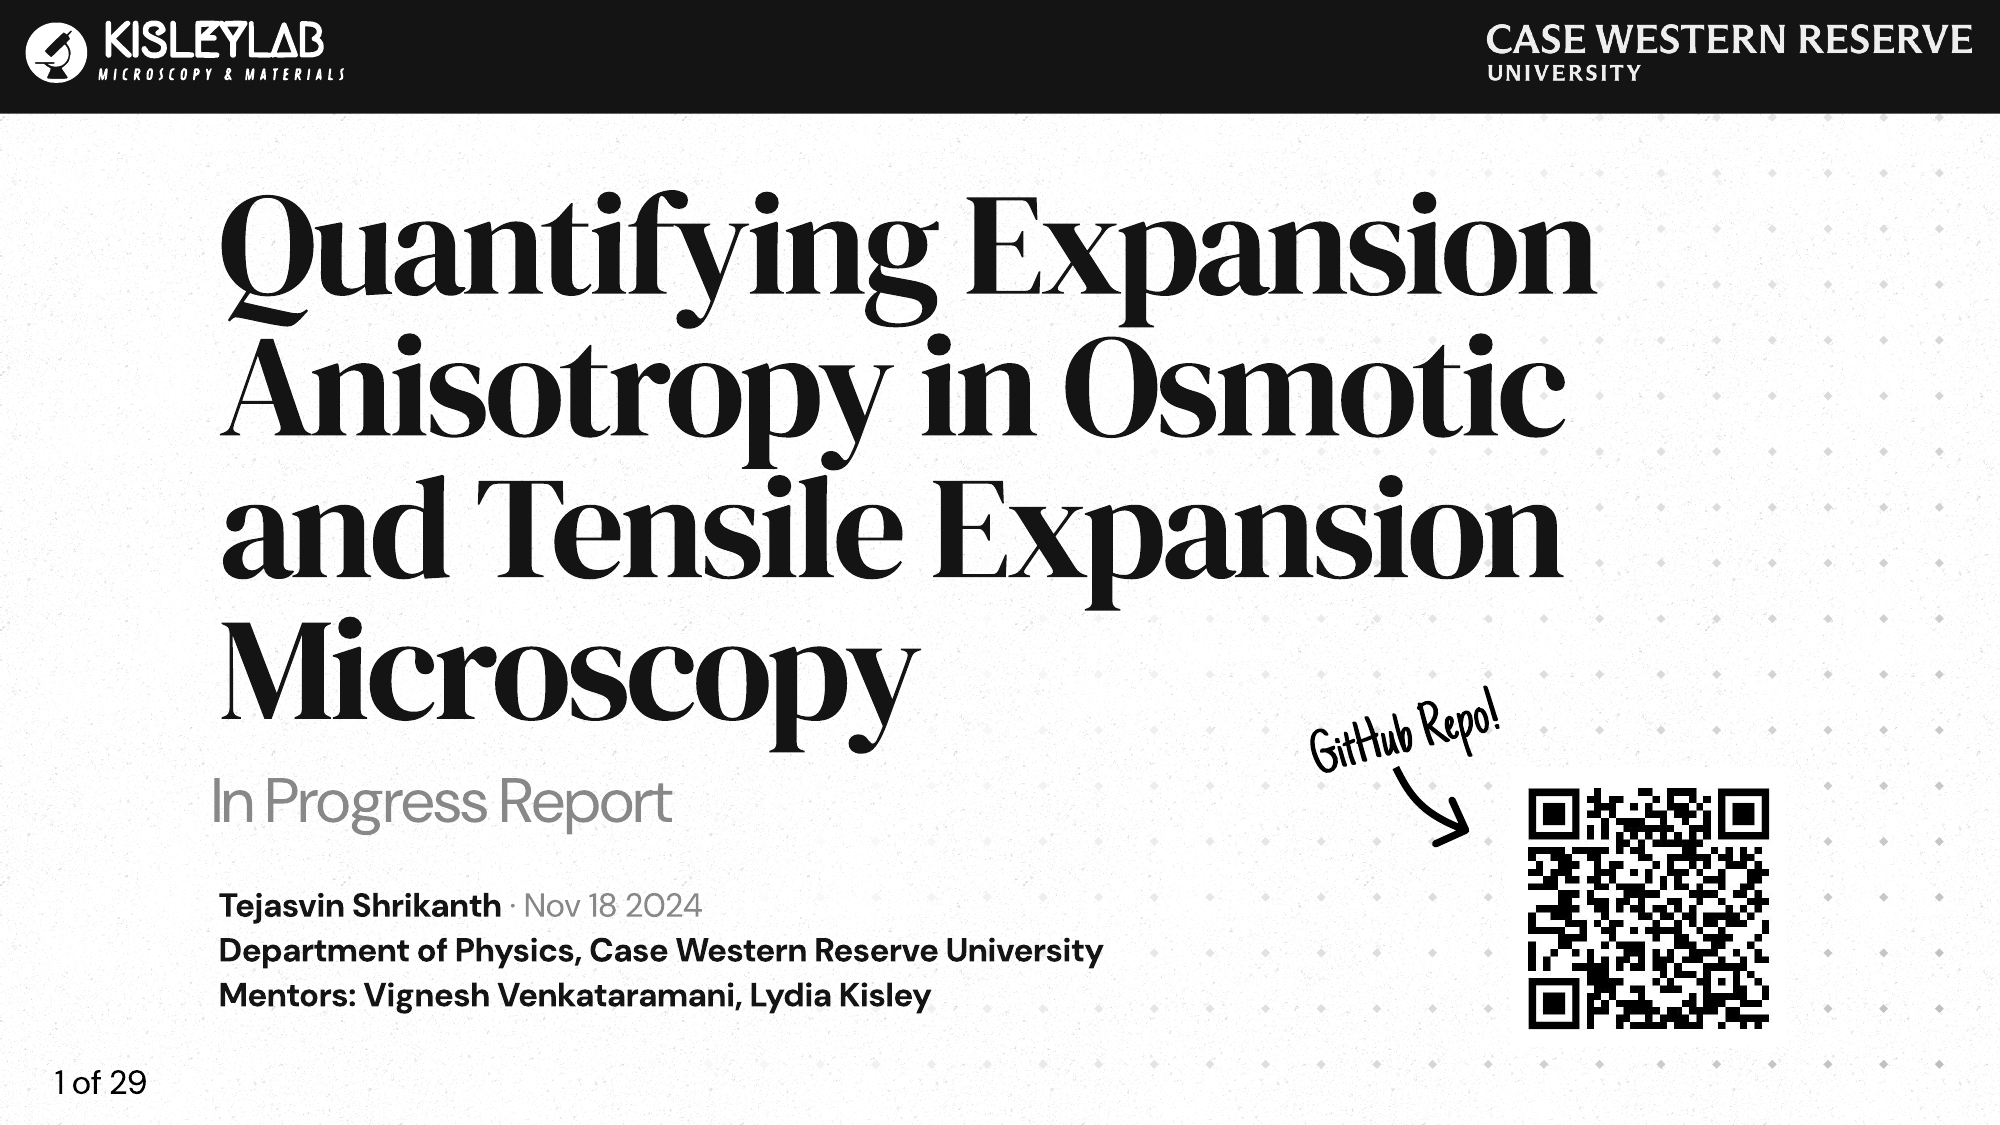 KISLEYLAB
MICROSCOPY & MATERIALS
CASE WESTERN RESERVE
UNIVERSITY
Quantifying Expansion
Anisotropy in Osmotic
and Tensile Expansion
Microscopy
GitHub Repo!
In Progress Report
Tejasvin Shrikanth · Nov 18 2024
Department of Physics, Case Western Reserve University
Mentors: Vignesh Venkataramani, Lydia Kisley
1 of 29